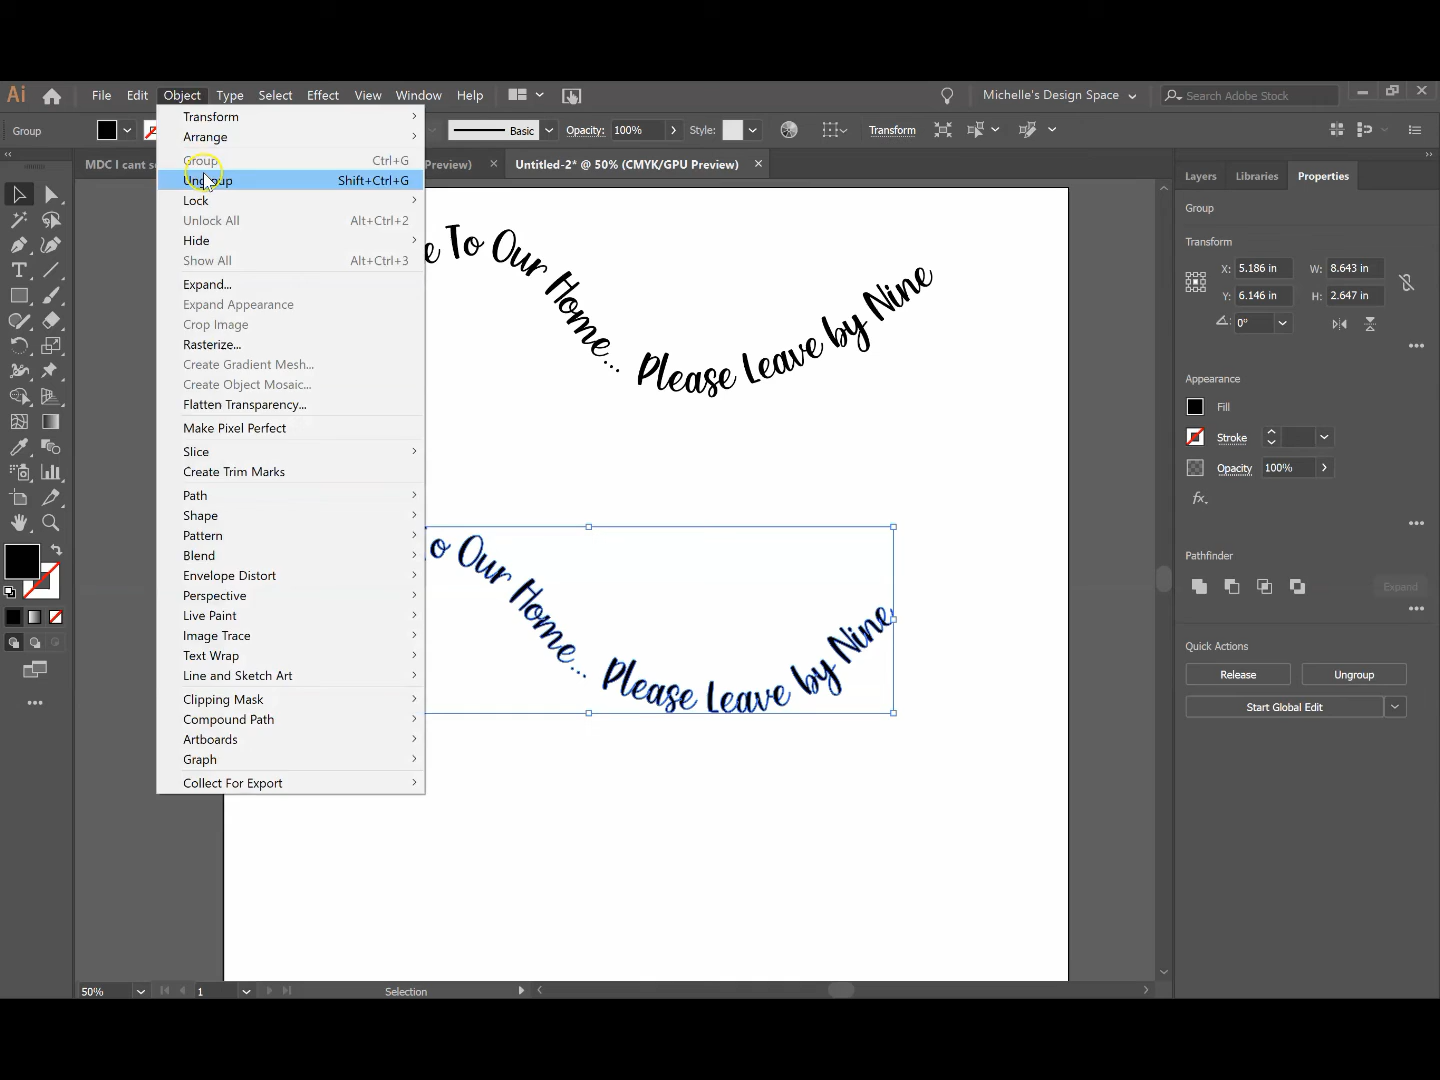 Ai File Edit Object Type Select Effect View Window Help Michelle's Design Space Search Adobe Stock
Group Basic Opacity: 100% Style: Transform
MDC I cant Preview) × Untitled-2* @ 50% (CMYK/GPU Preview) ×
Transform
Arrange
Group Ctrl+G
Ungroup Shift+Ctrl+G
Lock
Unlock All Alt+Ctrl+2
Hide
Show All Alt+Ctrl+3
Expand...
Expand Appearance
Crop Image
Rasterize...
Create Gradient Mesh...
Create Object Mosaic...
Flatten Transparency...
Make Pixel Perfect
Slice
Create Trim Marks
Path
Shape
Pattern
Blend
Envelope Distort
Perspective
Live Paint
Image Trace
Text Wrap
Line and Sketch Art
Clipping Mask
Compound Path
Artboards
Graph
Collect For Export
e To Our Home... Please Leave by Nine
o Our Home... Please Leave by Nine
Layers Libraries Properties
Group
Transform
X: 5.186 in W: 8.643 in
Y: 6.146 in H: 2.647 in
0°
Appearance
Fill
Stroke
Opacity 100%
fx.
Pathfinder
Expand
Quick Actions
Release Ungroup
Start Global Edit
50% 1 Selection